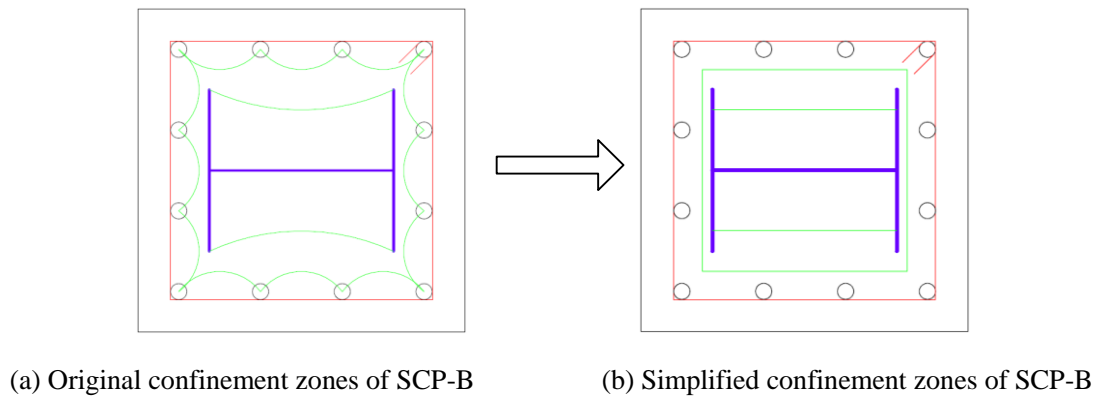 (a) Original confinement zones of SCP-B
(b) Simplified confinement zones of SCP-B